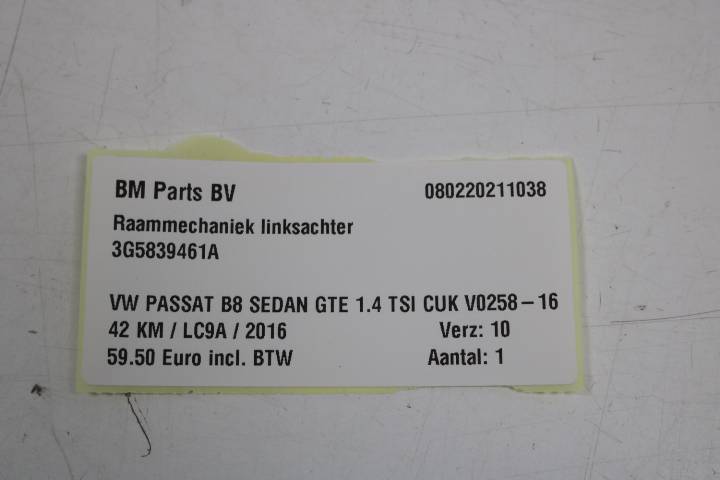 BM Parts BV 080220211038
Raammechaniek linksachter
3G5839461A
VW PASSAT B8 SEDAN GTE 1.4 TSI CUK V0258-16
42 KM / LC9A / 2016 Verz: 10
59.50 Euro incl. BTW Aantal: 1